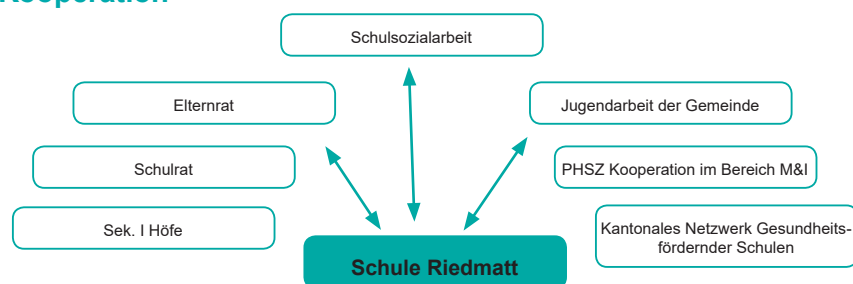 Kooperation
Schulsozialarbeit
Elternrat
Jugendarbeit der Gemeinde
Schulrat
PHSZ Kooperation im Bereich M&I
Sek. I Höfe
Kantonales Netzwerk Gesundheits-
fördernder Schulen
Schule Riedmatt